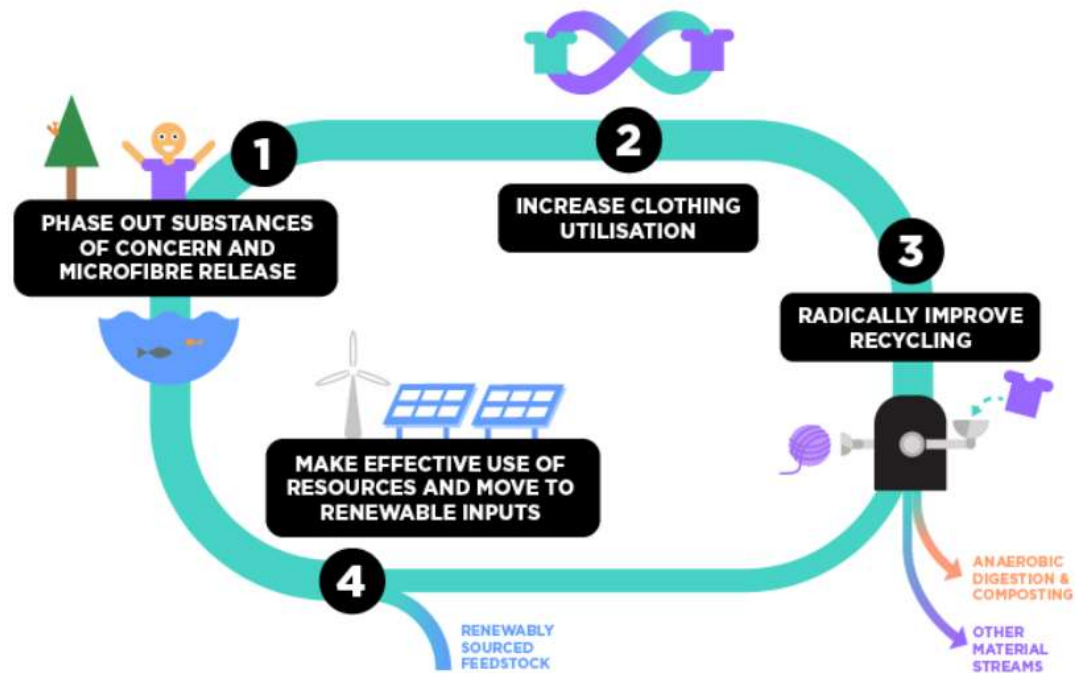 1
PHASE OUT SUBSTANCES
OF CONCERN AND
MICROFIBRE RELEASE
2
INCREASE CLOTHING
UTILISATION
3
RADICALLY IMPROVE
RECYCLING
MAKE EFFECTIVE USE OF
RESOURCES AND MOVE TO
RENEWABLE INPUTS
4
RENEWABLY
SOURCED
FEEDSTOCK
ANAEROBIC
DIGESTION &
COMPOSTING
OTHER
MATERIAL
STREAMS